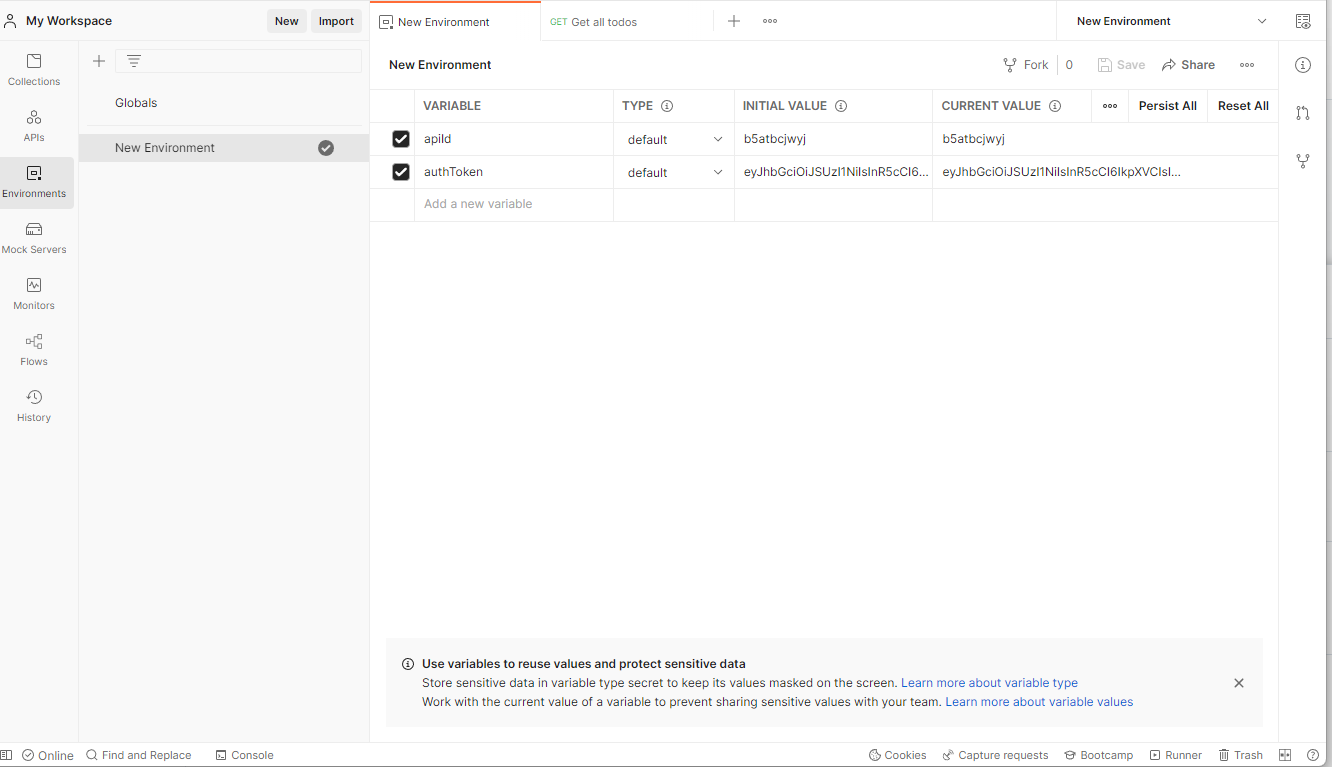 My Workspace
New
Import
New Environment
GET Get all todos
New Environment
Collections
APIs
Environments
Mock Servers
Monitors
Flows
History
Globals
New Environment
New Environment
Fork
0
Save
Share
VARIABLE
TYPE
INITIAL VALUE
CURRENT VALUE
Persist All
Reset All
apiId
default
b5atbcjwyj
b5atbcjwyj
authToken
default
eyJhbGciOiJSUzI1NiIsInR5cCI6...
eyJhbGciOiJSUzI1NiIsInR5cCI6IkpXVCIsI...
Add a new variable
Use variables to reuse values and protect sensitive data
Store sensitive data in variable type secret to keep its values masked on the screen. Learn more about variable type
Work with the current value of a variable to prevent sharing sensitive values with your team. Learn more about variable values
Online
Find and Replace
Console
Cookies
Capture requests
Bootcamp
Runner
Trash